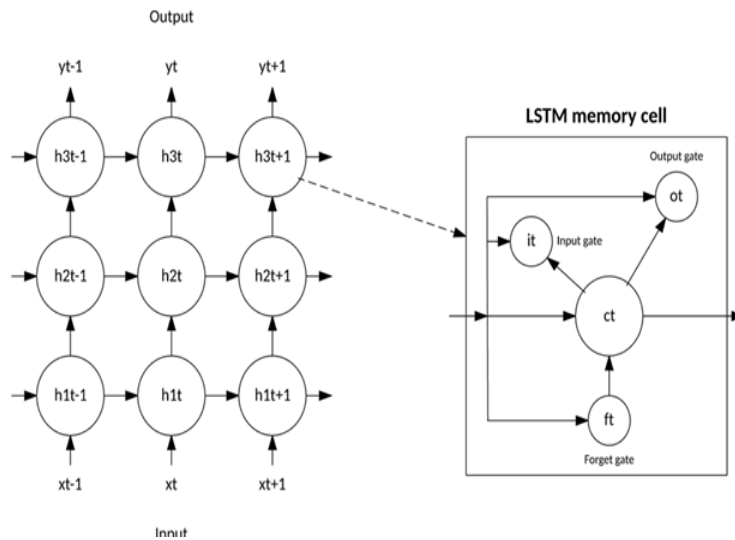 Output
yt-1 yt yt+1
h3t-1 h3t h3t+1
h2t-1 h2t h2t+1
h1t-1 h1t h1t+1
xt-1 xt xt+1
Input
LSTM memory cell
Output gate
ot
it Input gate
ct
ft
Forget gate